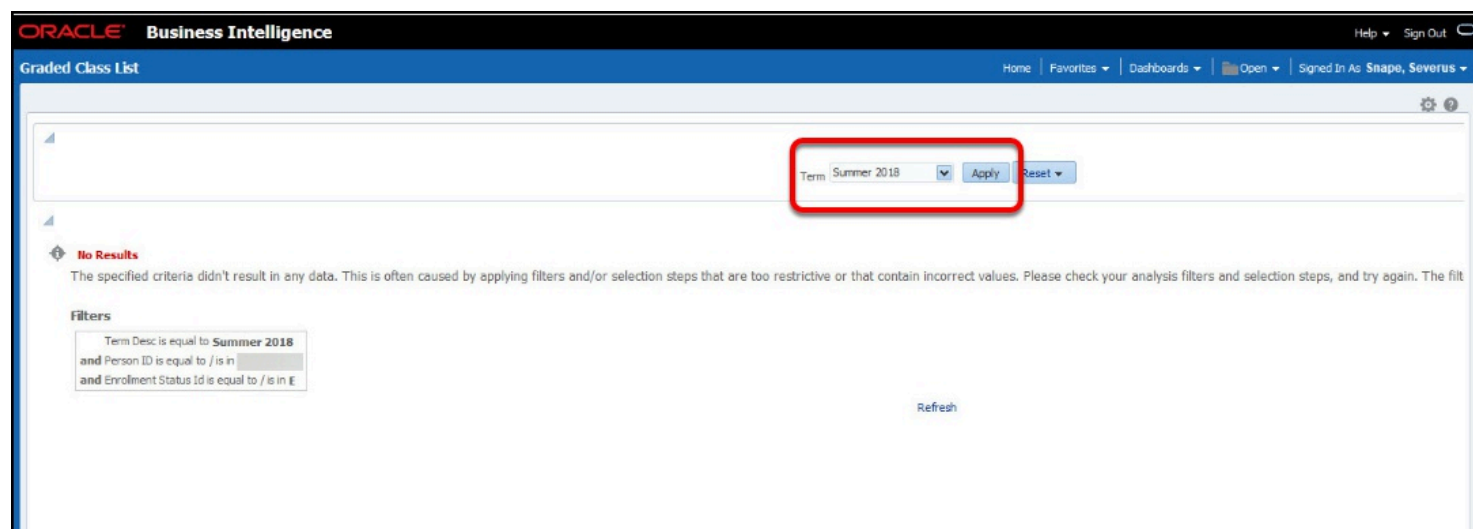 ORACLE Business Intelligence
Help Sign Out
Graded Class List
Home Favorites Dashboards Open Signed In As Snape, Severus
Term Summer 2018 Apply Reset
No Results
The specified criteria didn't result in any data. This is often caused by applying filters and/or selection steps that are too restrictive or that contain incorrect values. Please check your analysis filters and selection steps, and try again. The filt
Filters
Term Desc is equal to Summer 2018
and Person ID is equal to / is in
and Enrollment Status Id is equal to / is in E
Refresh